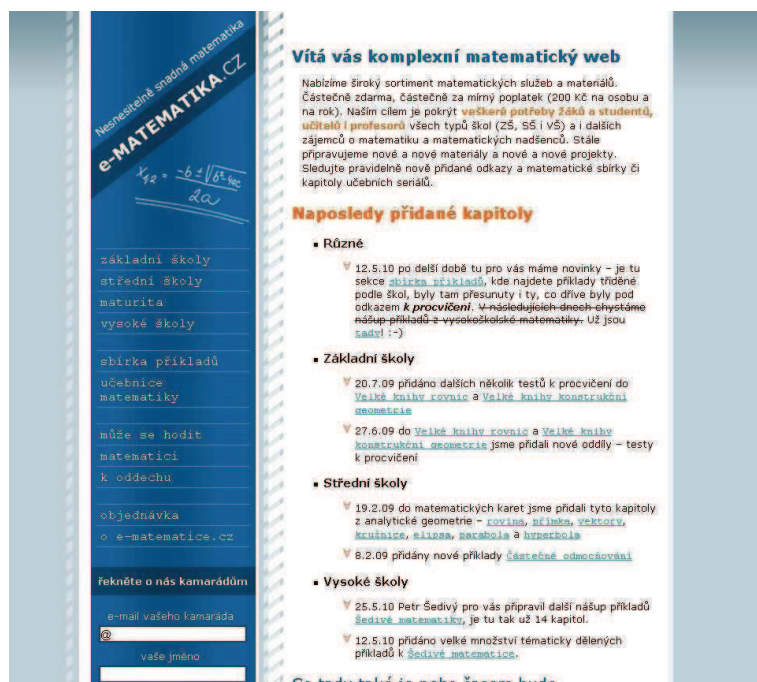 Nesnesitelně snadná matematika
e-MATEMATIKA.CZ
x₁,₂ = -b ± √b²-4ac
2a
základní školy
střední školy
maturita
vysoké školy
sbírka příkladů
učebnice
matematiky
může se hodit
matematici
k oddechu
objednávka
o e-matematice.cz
řekněte o nás kamarádům
e-mail vašeho kamaráda
@
vaše jméno
Vítá vás komplexní matematický web
Nabízíme široký sortiment matematických služeb a materiálů.
Částečně zdarma, částečně za mírný poplatek (200 Kč na osobu a
na rok). Naším cílem je pokrýt veškeré potřeby žáků a studentů,
učitelů i profesorů všech typů škol (ZŠ, SŠ i VŠ) a i dalších
zájemců o matematiku a matematických nadšenců. Stále
připravujeme nové a nové materiály a nové a nové projekty.
Sledujte pravidelně nově přidané odkazy a matematické sbírky či
kapitoly učebních seriálů.
Naposledy přidané kapitoly
Různé
12.5.10 po delší době tu pro vás máme novinky – je tu
sekce sbírka příkladů, kde najdete příklady tříděné
podle škol, byly tam přesunuty i ty, co dříve byly pod
odkazem k procvičení. V následujících dnech chystáme
nášup příkladů z vysokoškolské matematiky. Už jsou
tady! :-)
Základní školy
20.7.09 přidáno dalších několik testů k procvičení do
Velké knihy rovnic a Velké knihy konstrukční
geometrie
27.6.09 do Velké knihy rovnic a Velké knihy
konstrukční geometrie jsme přidali nové oddíly – testy
k procvičení
Střední školy
19.2.09 do matematických karet jsme přidali tyto kapitoly
z analytické geometrie – rovina, přímka, vektory,
kružnice, elipsa, parabola a hyperbola
8.2.09 přidány nové příklady Částečné odmocňování
Vysoké školy
25.5.10 Petr Šedivý pro vás připravil další nášup příkladů
Šedivé matematiky, je tu tak už 14 kapitol.
12.5.10 přidáno velké množství tématicky dělených
příkladů k Šedivé matematice.